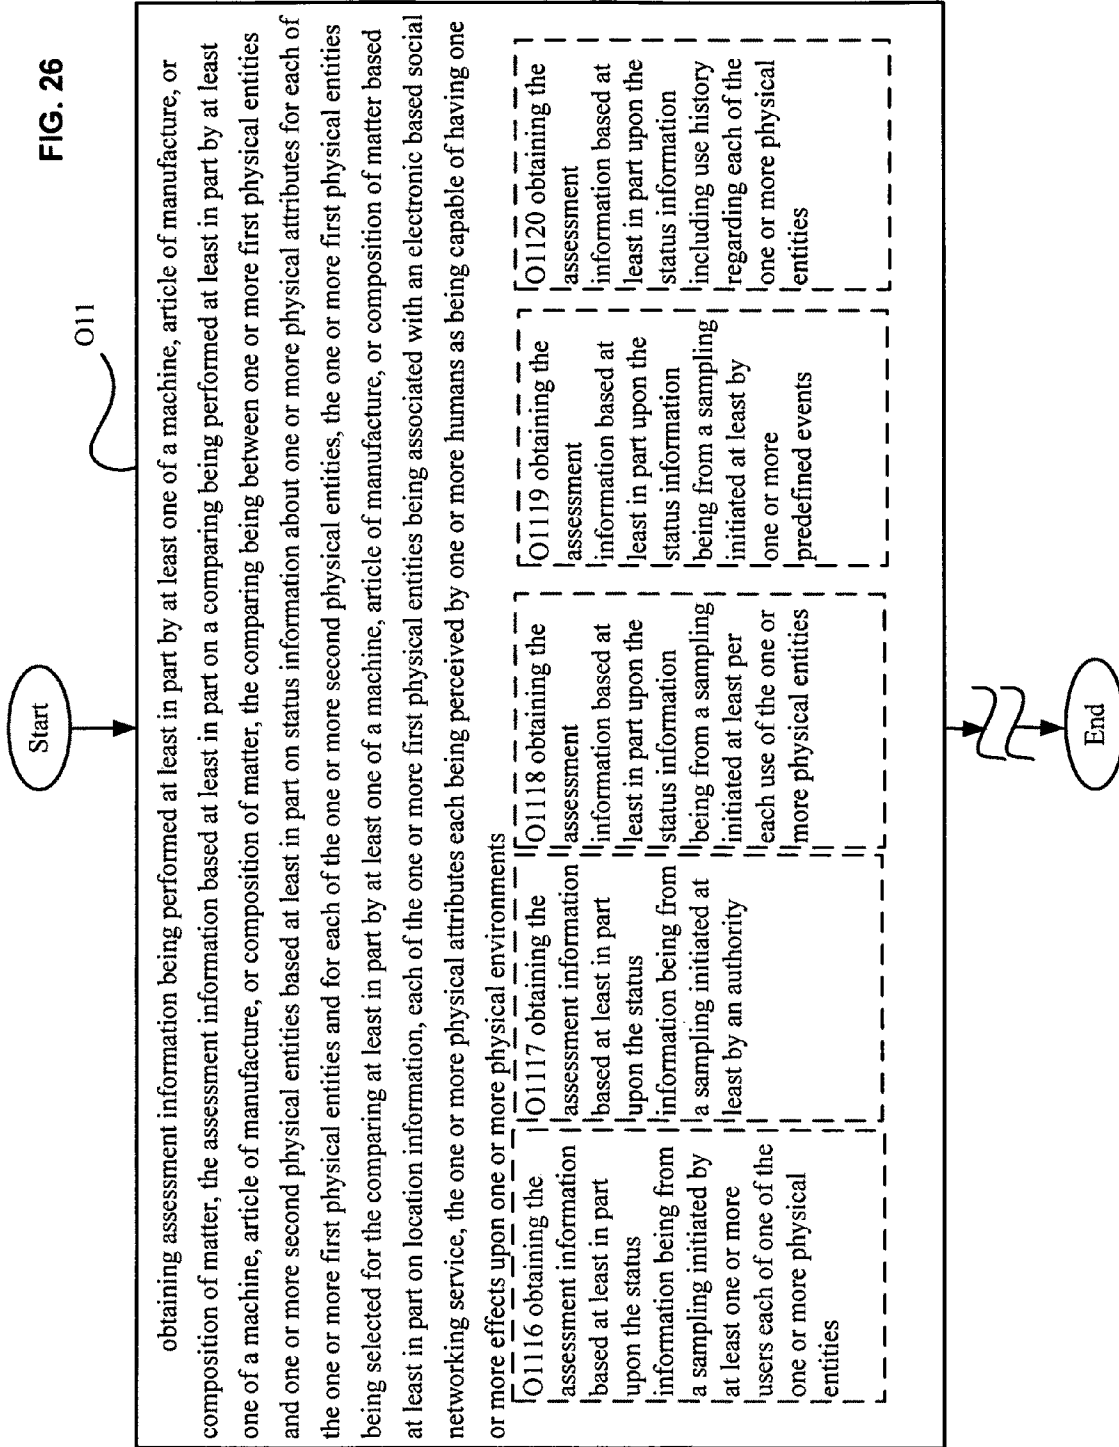 FIG. 26
Start
O11
obtaining assessment information being performed at least in part by at least one of a machine, article of manufacture, or
composition of matter, the assessment information based at least in part on a comparing being performed at least in part by at least
one of a machine, article of manufacture, or composition of matter, the comparing being between one or more first physical entities
and one or more second physical entities based at least in part on status information about one or more physical attributes for each of
the one or more first physical entities and for each of the one or more second physical entities, the one or more first physical entities
being selected for the comparing at least in part by at least one of a machine, article of manufacture, or composition of matter based
at least in part on location information, each of the one or more first physical entities being associated with an electronic based social
networking service, the one or more physical attributes each being perceived by one or more humans as being capable of having one
or more effects upon one or more physical environments
O1116 obtaining the
assessment information
based at least in part
upon the status
information being from
a sampling initiated by
at least one or more
users each of one of the
one or more physical
entities
O1117 obtaining the
assessment information
based at least in part
upon the status
information being from
a sampling initiated at
least by an authority
O1118 obtaining the
assessment
information based at
least in part upon the
status information
being from a sampling
initiated at least per
each use of the one or
more physical entities
O1119 obtaining the
assessment
information based at
least in part upon the
status information
being from a sampling
initiated at least by
one or more
predefined events
O1120 obtaining the
assessment
information based at
least in part upon the
status information
including use history
regarding each of the
one or more physical
entities
End